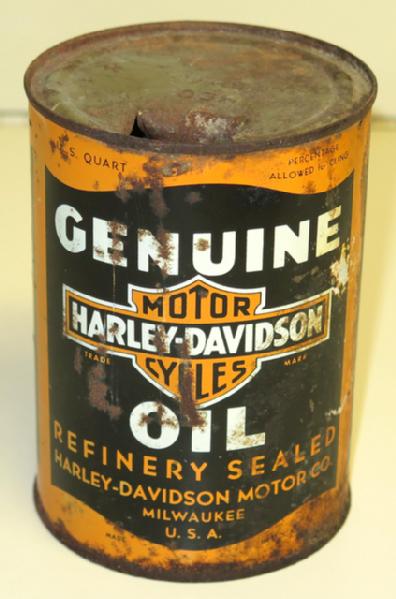 U.S. QUART
PERCENTAGE
ALLOWED for CLING
GENUINE
MOTOR
HARLEY-DAVIDSON
TRADE MARK
CYCLES
OIL
REFINERY SEALED
HARLEY-DAVIDSON MOTOR CO.
MILWAUKEE
U. S. A.
MADE